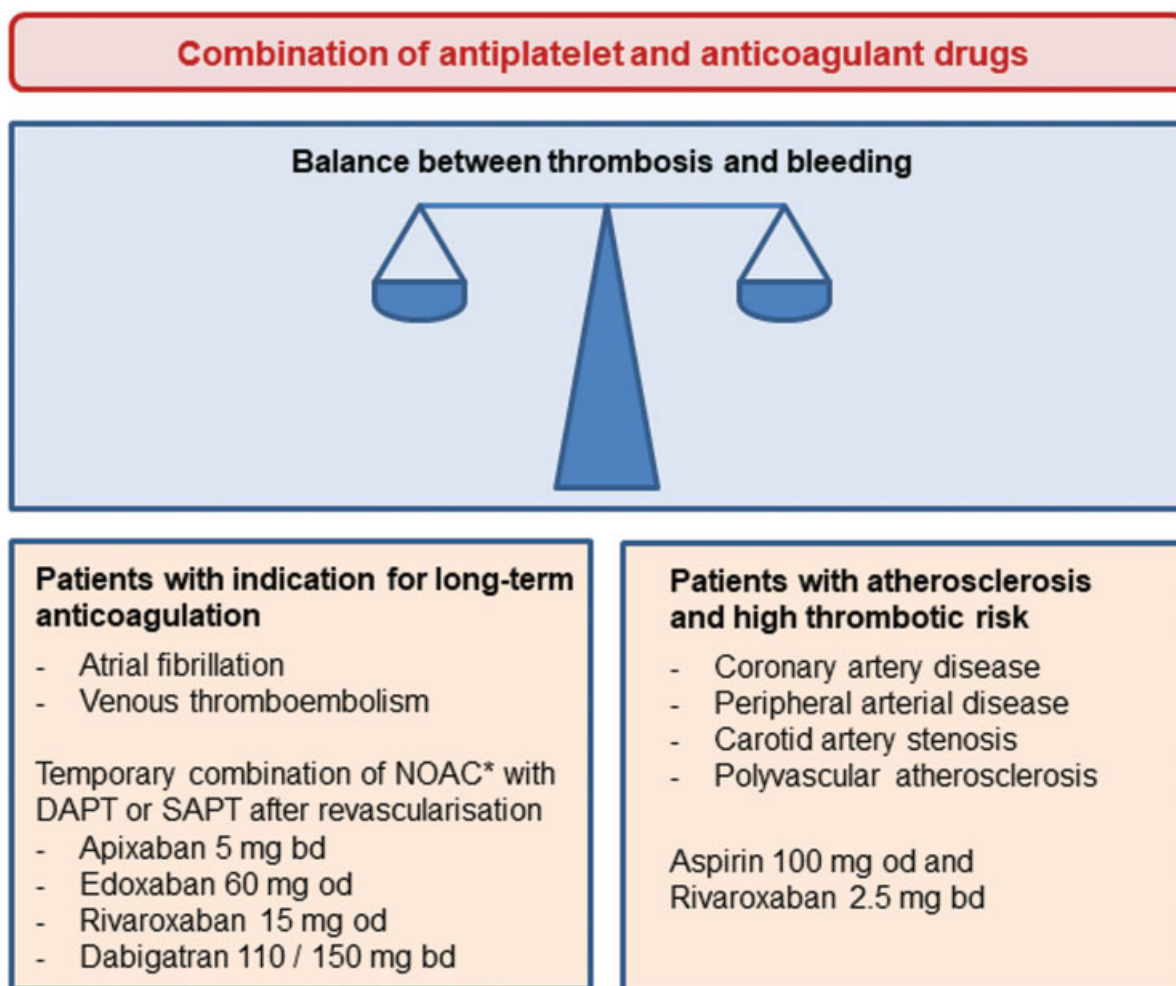 Combination of antiplatelet and anticoagulant drugs
Balance between thrombosis and bleeding
Patients with indication for long-term
anticoagulation
- Atrial fibrillation
- Venous thromboembolism
Temporary combination of NOAC* with
DAPT or SAPT after revascularisation
- Apixaban 5 mg bd
- Edoxaban 60 mg od
- Rivaroxaban 15 mg od
- Dabigatran 110 / 150 mg bd
Patients with atherosclerosis
and high thrombotic risk
- Coronary artery disease
- Peripheral arterial disease
- Carotid artery stenosis
- Polyvascular atherosclerosis
Aspirin 100 mg od and
Rivaroxaban 2.5 mg bd